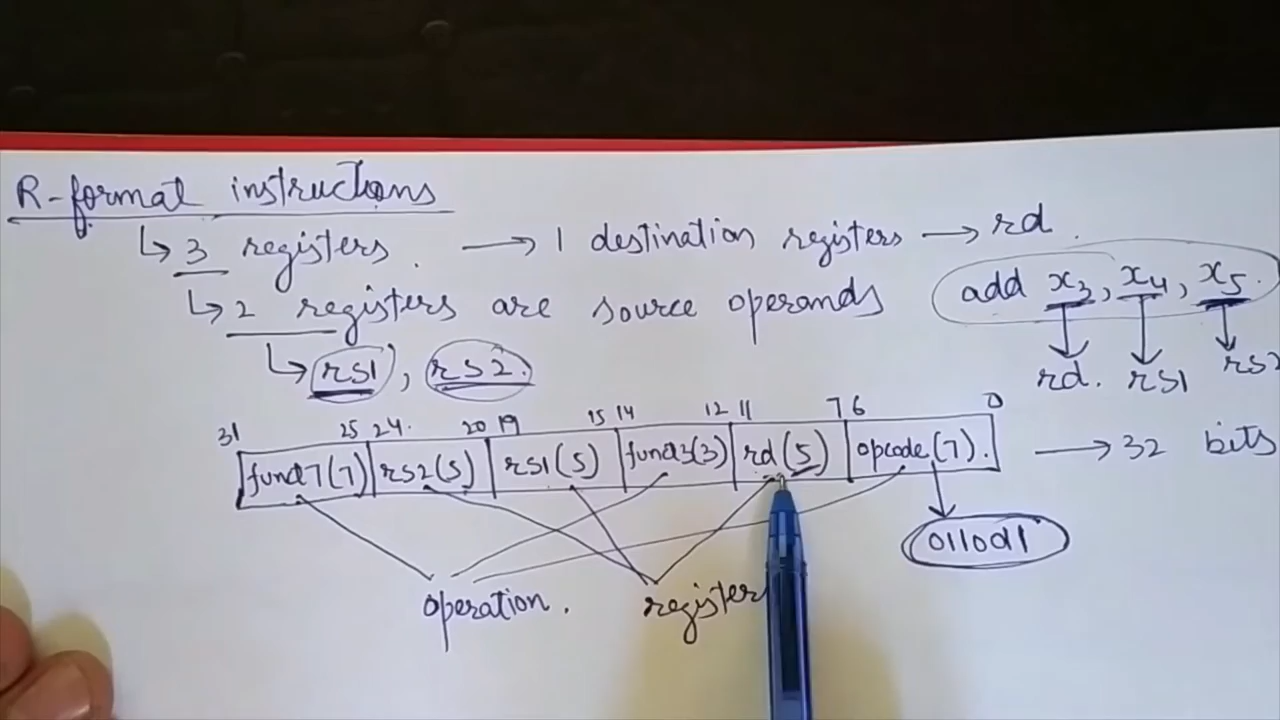 R-format instructions
↳ 3 registers. → 1 destination registers → rd.
↳ 2 registers are source operands
add x3, x4, x5.
↳ rs1, rs2.
rd. rs1 rs2
31 25 24. 20 19 15 14 12 11 7 6 0
funct7(7) rs2(5) rs1(5) funct3(3) rd(5) opcode(7). → 32 bits
0110011
operation. register